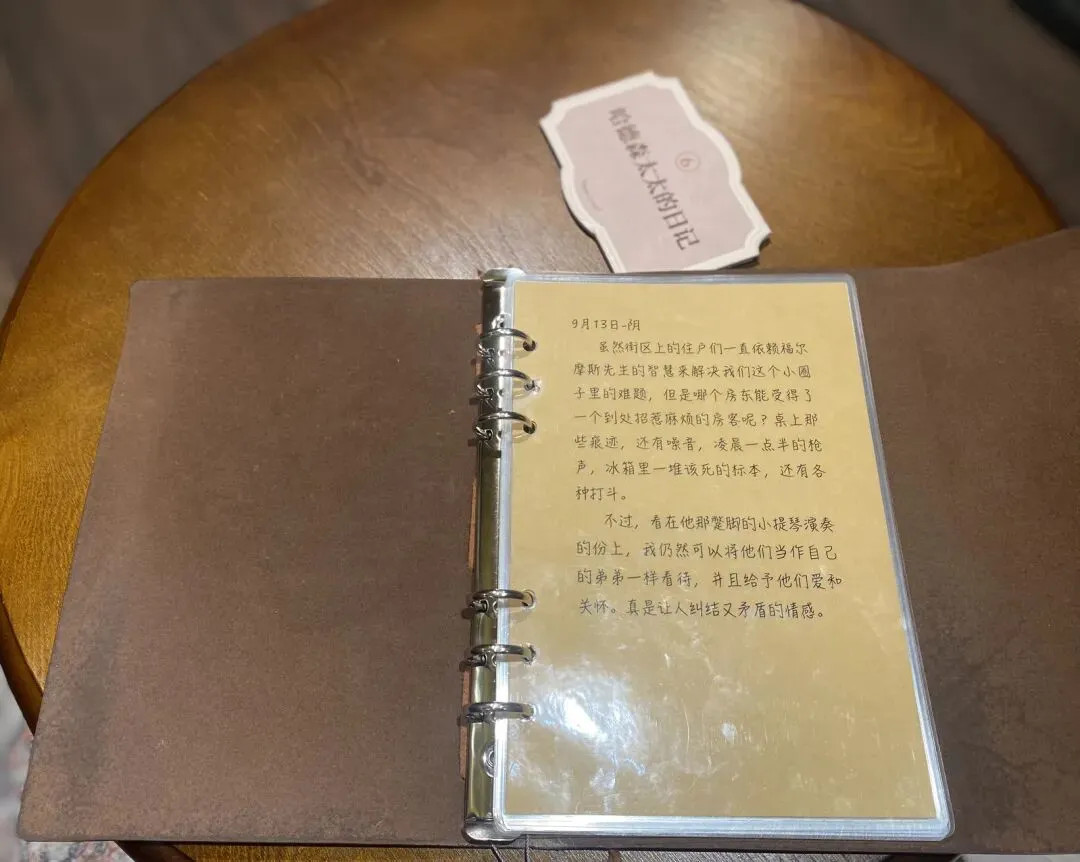 ⑥
哈德森太太的日记
9月13日-阴
虽然街区上的住户们一直依赖福尔
摩斯先生的智慧来解决我们这个小圈
子里的难题，但是哪个房东能受得了
一个到处招惹麻烦的房客呢？桌上那
些痕迹，还有噪音，凌晨一点半的枪
声，冰箱里一堆该死的标本，还有各
种打斗。
不过，看在他那蹩脚的小提琴演奏
的份上，我仍然可以将他们当作自己
的弟弟一样看待，并且给予他们爱和
关怀。真是让人纠结又矛盾的情感。